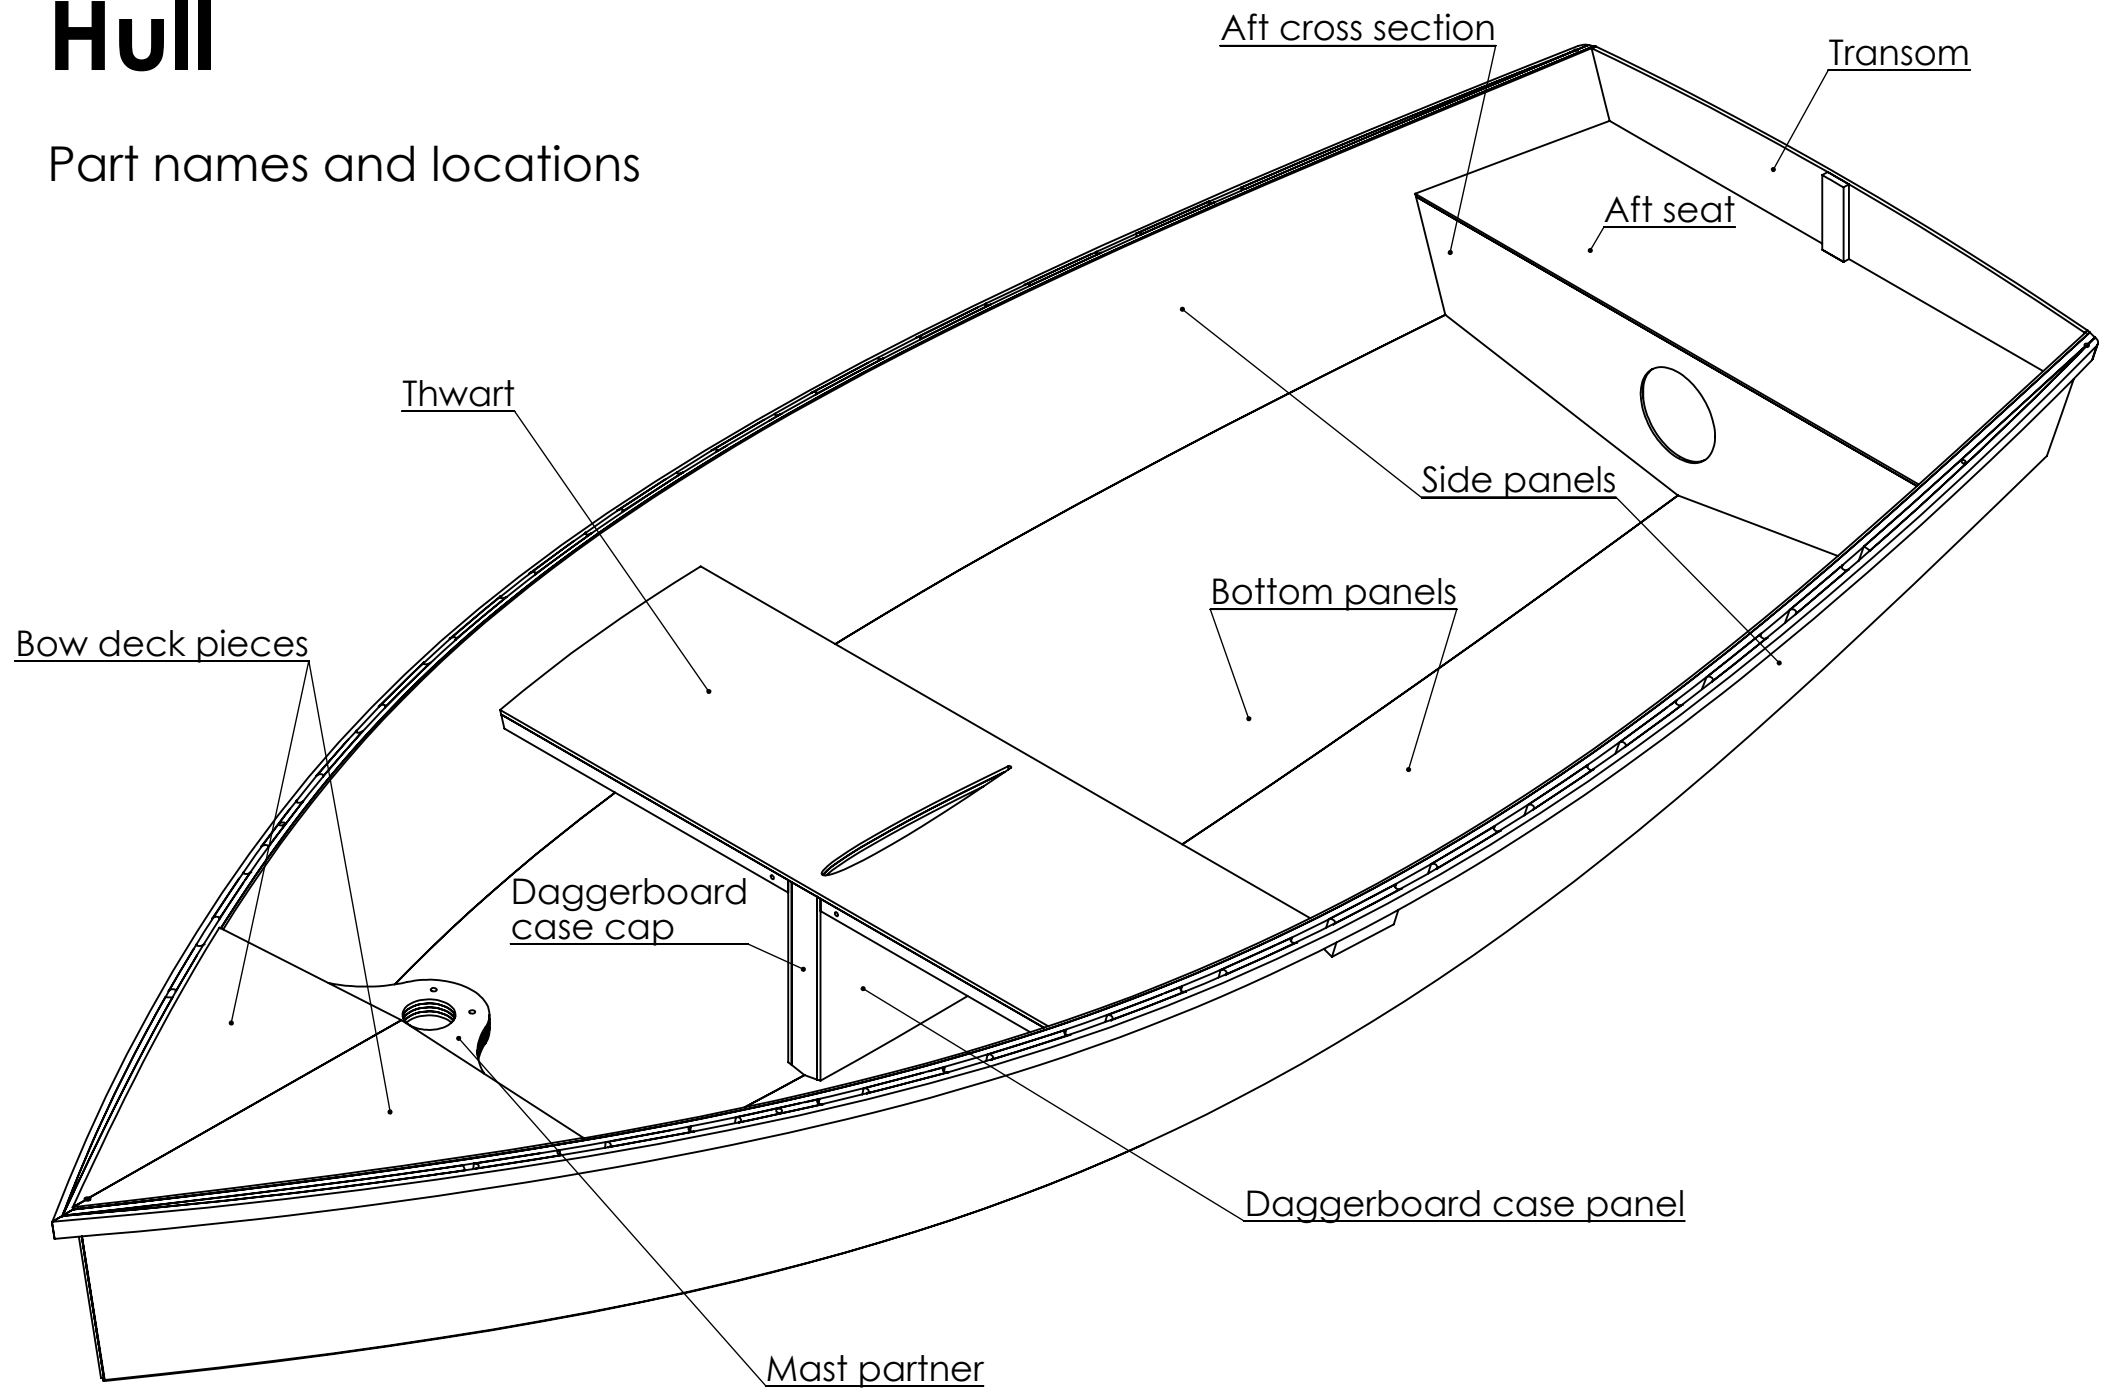 Hull
Part names and locations
Aft cross section
Transom
Aft seat
Thwart
Side panels
Bottom panels
Bow deck pieces
Daggerboard
case cap
Daggerboard case panel
Mast partner